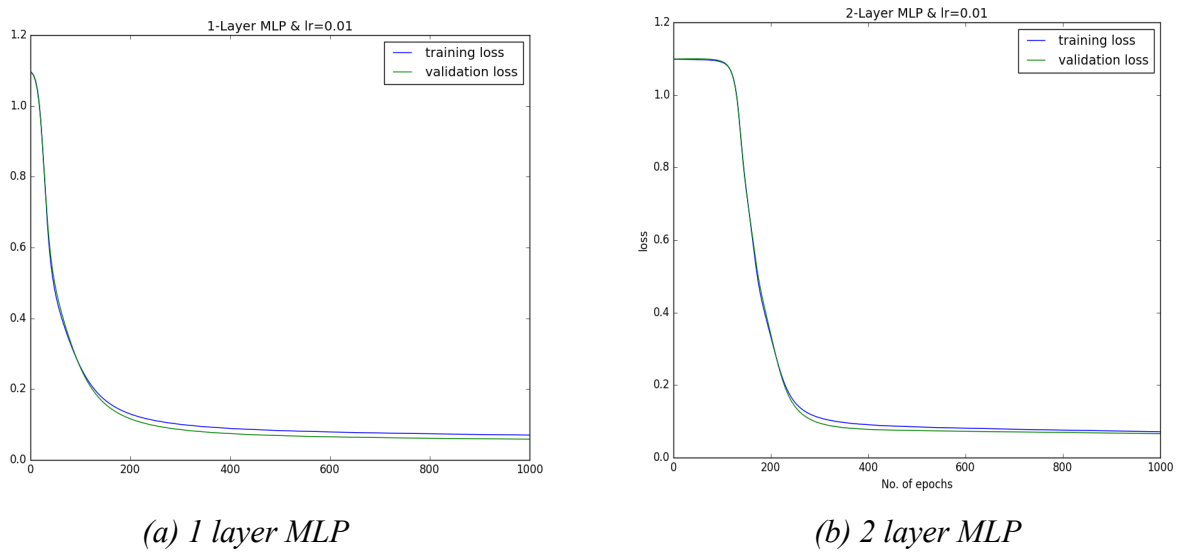 1-Layer MLP & lr=0.01
1.2
1.0
0.8
0.6
0.4
0.2
0.0
training loss
validation loss
0 200 400 600 800 1000
(a) 1 layer MLP
2-Layer MLP & lr=0.01
1.2
1.0
0.8
0.6
0.4
0.2
0.0
loss
training loss
validation loss
0 200 400 600 800 1000
No. of epochs
(b) 2 layer MLP